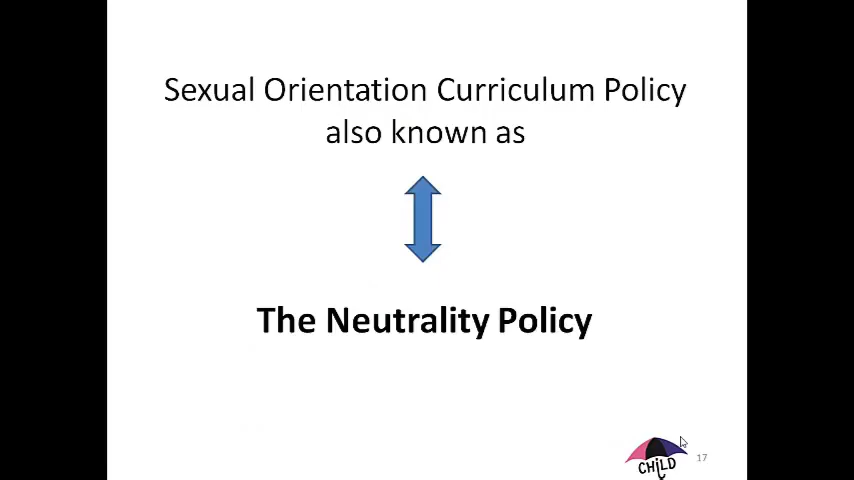 Sexual Orientation Curriculum Policy
also known as
The Neutrality Policy
CHiLD
17